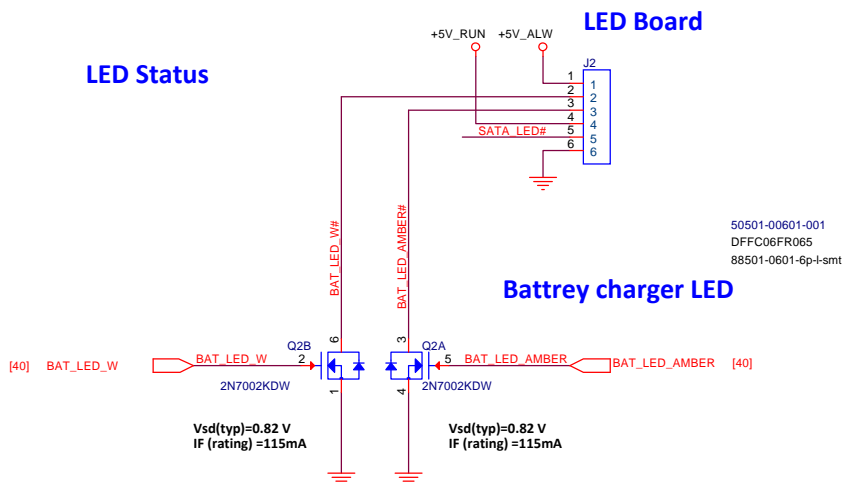 LED Board
+5V_RUN +5V_ALW
LED Status
J2
1 1
2 2
3 3
4 4
SATA_LED# 5 5
6 6
BAT_LED_W#
BAT_LED_AMBER#
50501-00601-001
DFFC06FR065
88501-0601-6p-l-smt
Battrey charger LED
6 3
Q2B Q2A
[40] BAT_LED_W BAT_LED_W 2 5 BAT_LED_AMBER BAT_LED_AMBER [40]
2N7002KDW 2N7002KDW
1 4
Vsd(typ)=0.82 V Vsd(typ)=0.82 V
IF (rating) =115mA IF (rating) =115mA